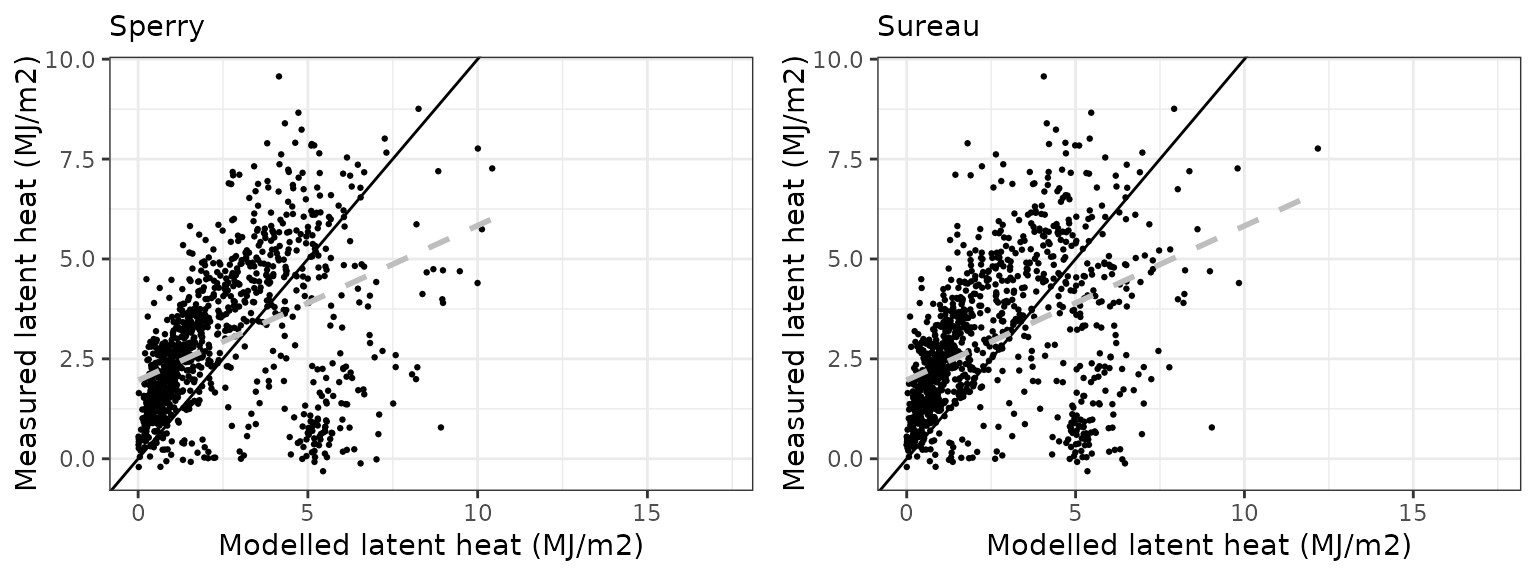 Sperry
Measured latent heat (MJ/m2)
10.0
7.5
5.0
2.5
0.0
0 5 10 15
Modelled latent heat (MJ/m2)
Sureau
Measured latent heat (MJ/m2)
10.0
7.5
5.0
2.5
0.0
0 5 10 15
Modelled latent heat (MJ/m2)